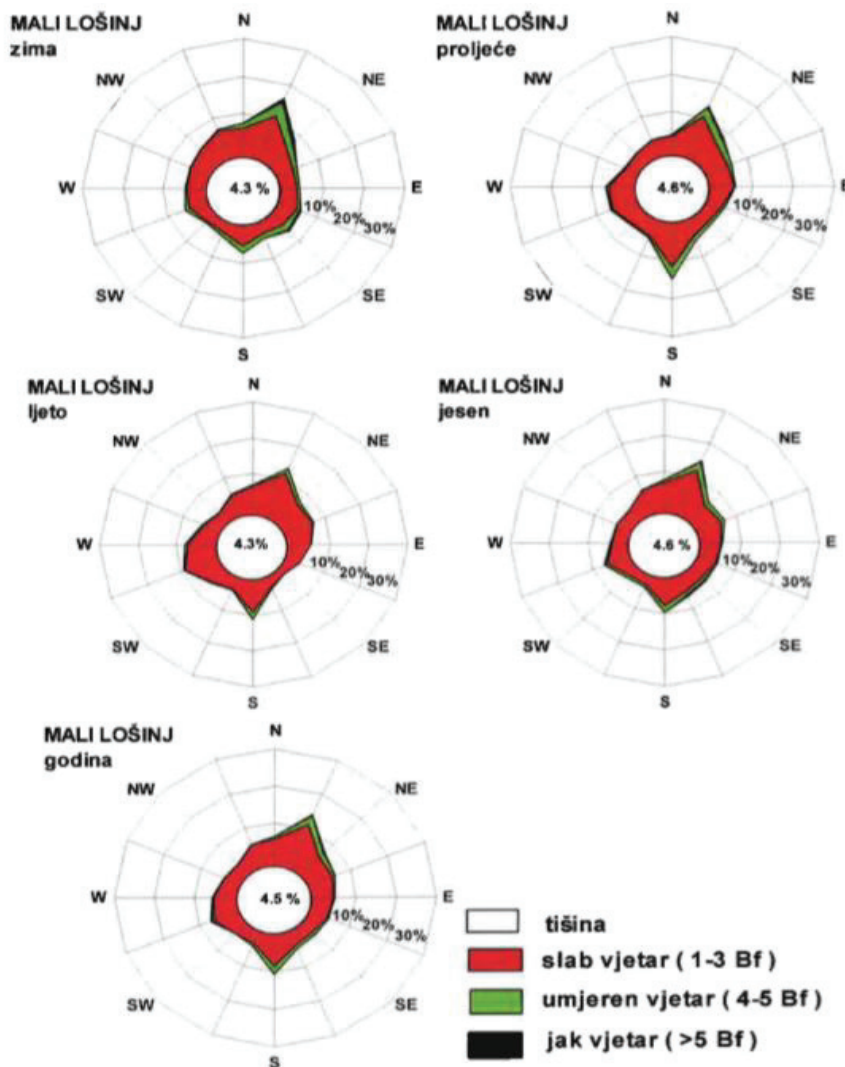 MALI LOŠINJ
zima
N
NW
NE
W
4.3 %
E
10%
20%
30%
SW
SE
S
MALI LOŠINJ
proljeće
N
NW
NE
W
4.6%
E
10%
20%
30%
SW
SE
S
MALI LOŠINJ
ljeto
N
NW
NE
W
4.3%
E
10%
20%
30%
SW
SE
S
MALI LOŠINJ
jesen
N
NW
NE
W
4.6 %
E
10%
20%
30%
SW
SE
S
MALI LOŠINJ
godina
N
NW
NE
W
4.5 %
E
10%
20%
30%
SW
SE
S
tišina
slab vjetar ( 1-3 Bf )
umjeren vjetar ( 4-5 Bf )
jak vjetar ( >5 Bf )